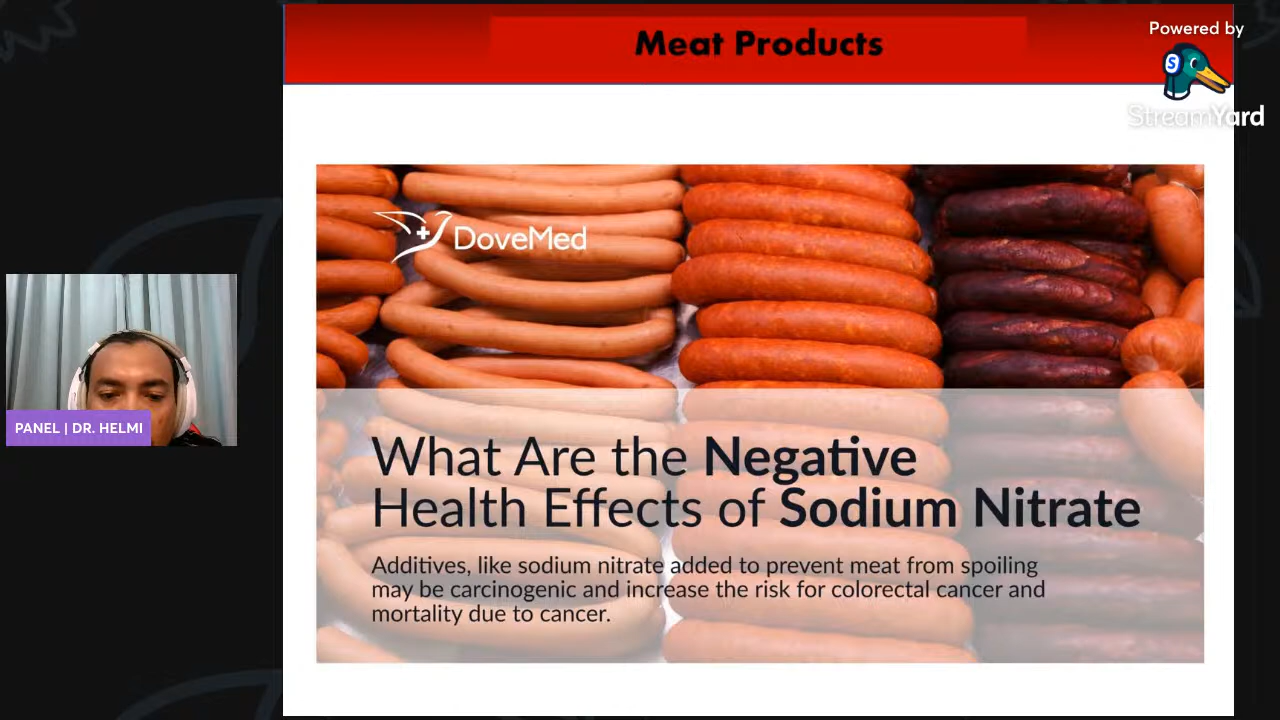 Meat Products
Powered by
S
StreamYard
DoveMed
What Are the Negative
Health Effects of Sodium Nitrate
Additives, like sodium nitrate added to prevent meat from spoiling
may be carcinogenic and increase the risk for colorectal cancer and
mortality due to cancer.
PANEL | DR. HELMI